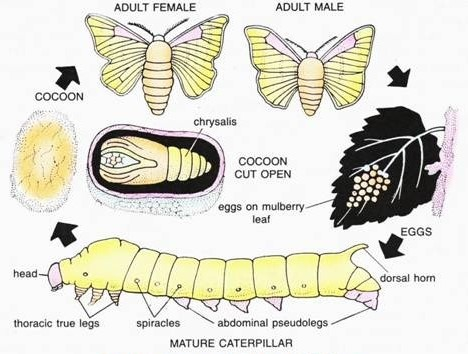 ADULT FEMALE
ADULT MALE
COCOON
chrysalis
COCOON
CUT OPEN
eggs on mulberry
leaf
EGGS
head
dorsal horn
thoracic true legs
spiracles
abdominal pseudolegs
MATURE CATERPILLAR